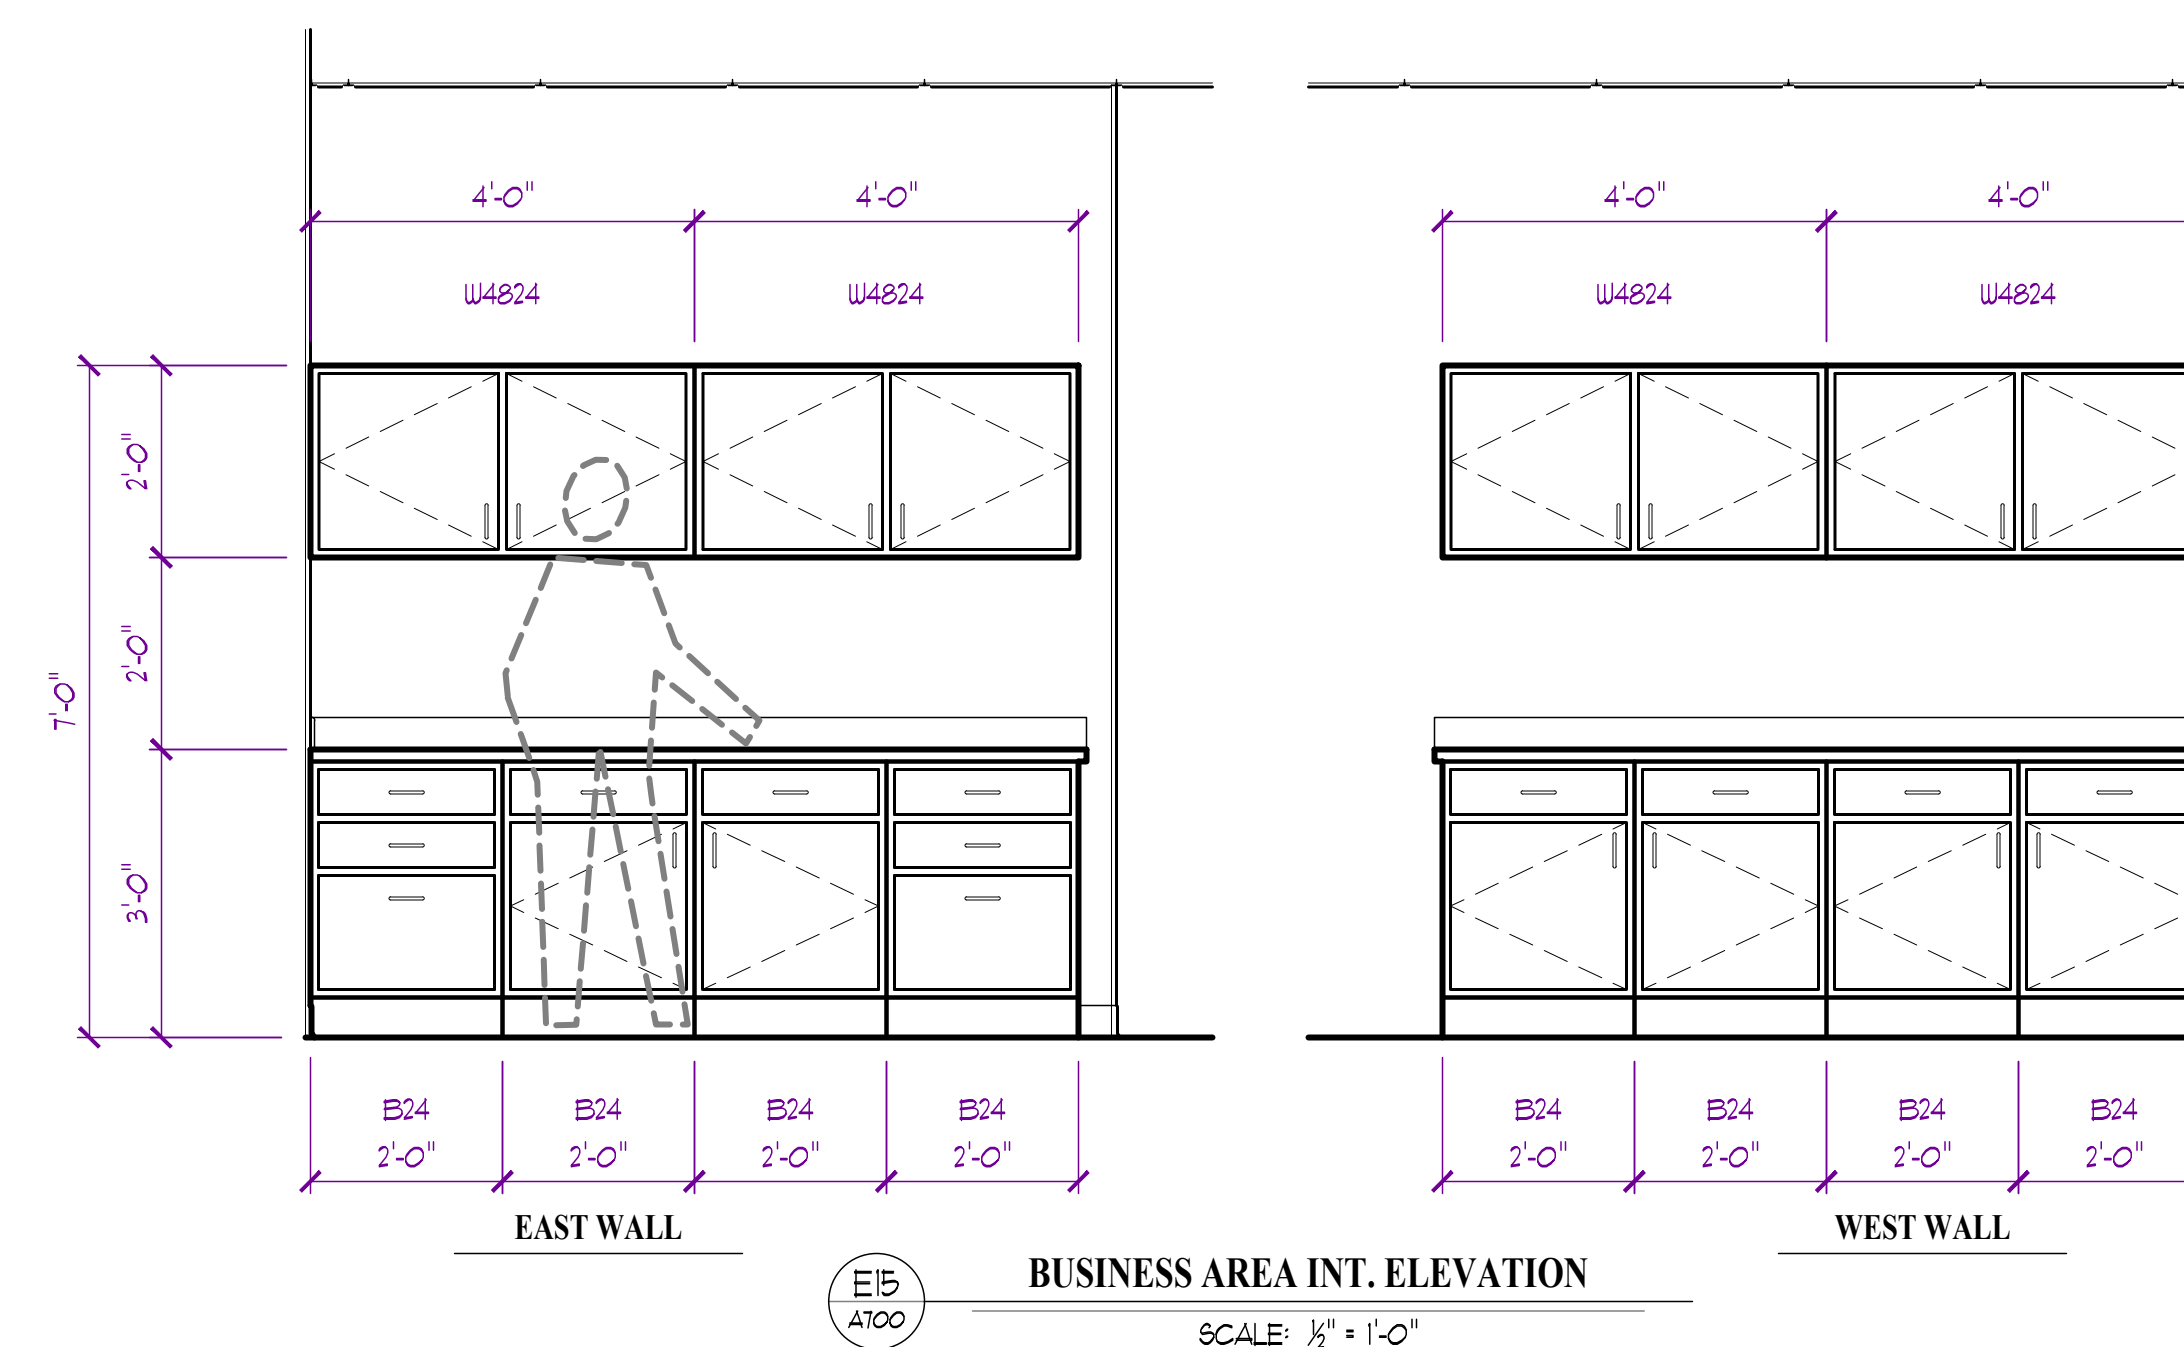 4'-0" 4'-0" 4'-0" 4'-0"
W4824 W4824 W4824 W4824
2'-0"
2'-0"
7'-0"
3'-0"
B24 B24 B24 B24 B24 B24 B24 B24
2'-0" 2'-0" 2'-0" 2'-0" 2'-0" 2'-0" 2'-0" 2'-0"
EAST WALL WEST WALL
E15 BUSINESS AREA INT. ELEVATION
A700 SCALE: ½" = 1'-0"